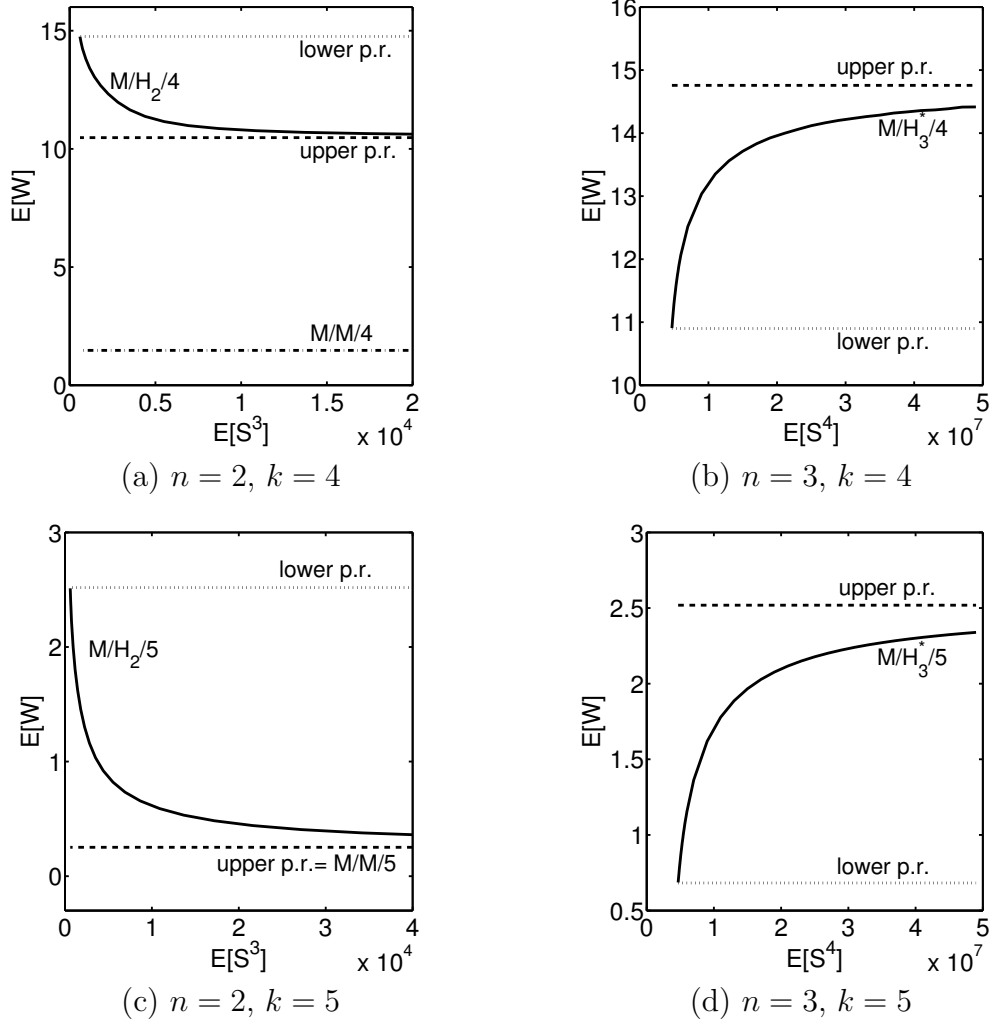 15
10
5
0
E[W]
lower p.r.
M/H₂/4
upper p.r.
M/M/4
0 0.5 1 1.5 2
E[S³] x 10⁴
(a) n = 2, k = 4
16
15
14
13
12
11
10
E[W]
upper p.r.
M/H₃*/4
lower p.r.
0 1 2 3 4 5
E[S⁴] x 10⁷
(b) n = 3, k = 4
3
2
1
0
E[W]
lower p.r.
M/H₂/5
upper p.r.= M/M/5
0 1 2 3 4
E[S³] x 10⁴
(c) n = 2, k = 5
3
2.5
2
1.5
1
0.5
E[W]
upper p.r.
M/H₃*/5
lower p.r.
0 1 2 3 4 5
E[S⁴] x 10⁷
(d) n = 3, k = 5